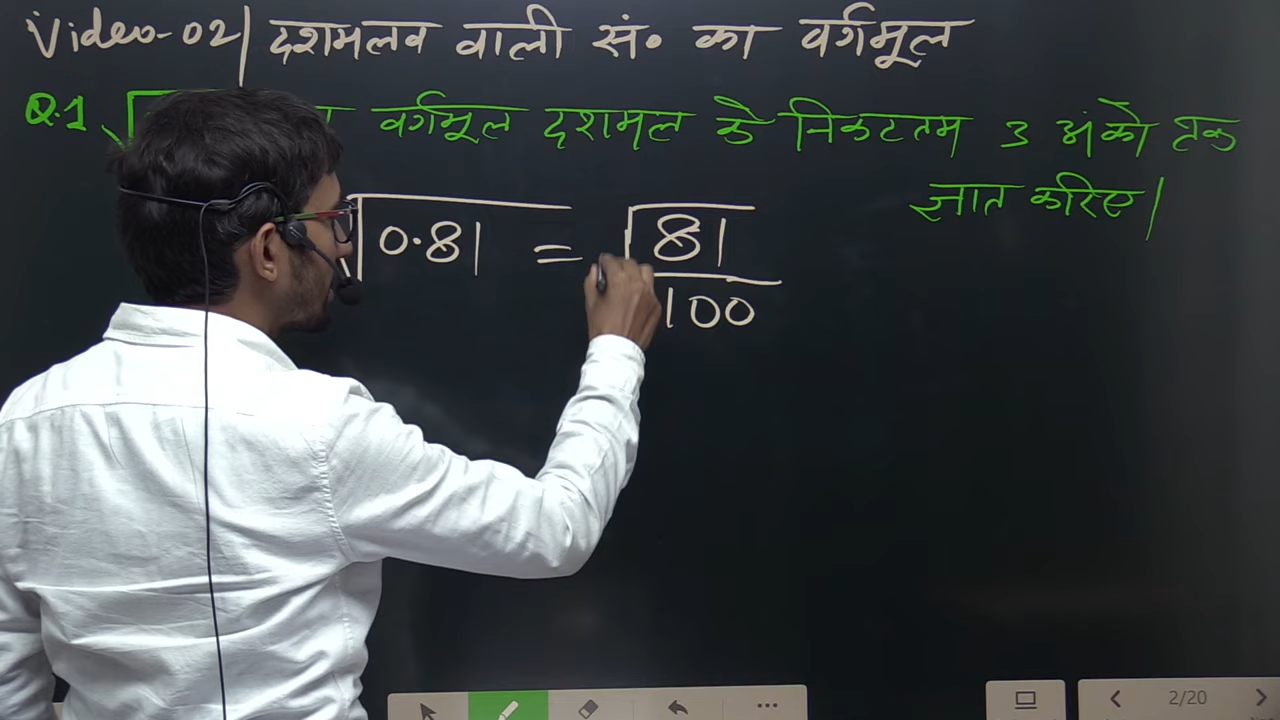 Video-02| दशमलव वाली सं० का वर्गमूल
Q.1 √ वर्गमूल दशमल के निकटतम 3 अंको तक
ज्ञात करिए|
√0.81 = √81
100
2/20